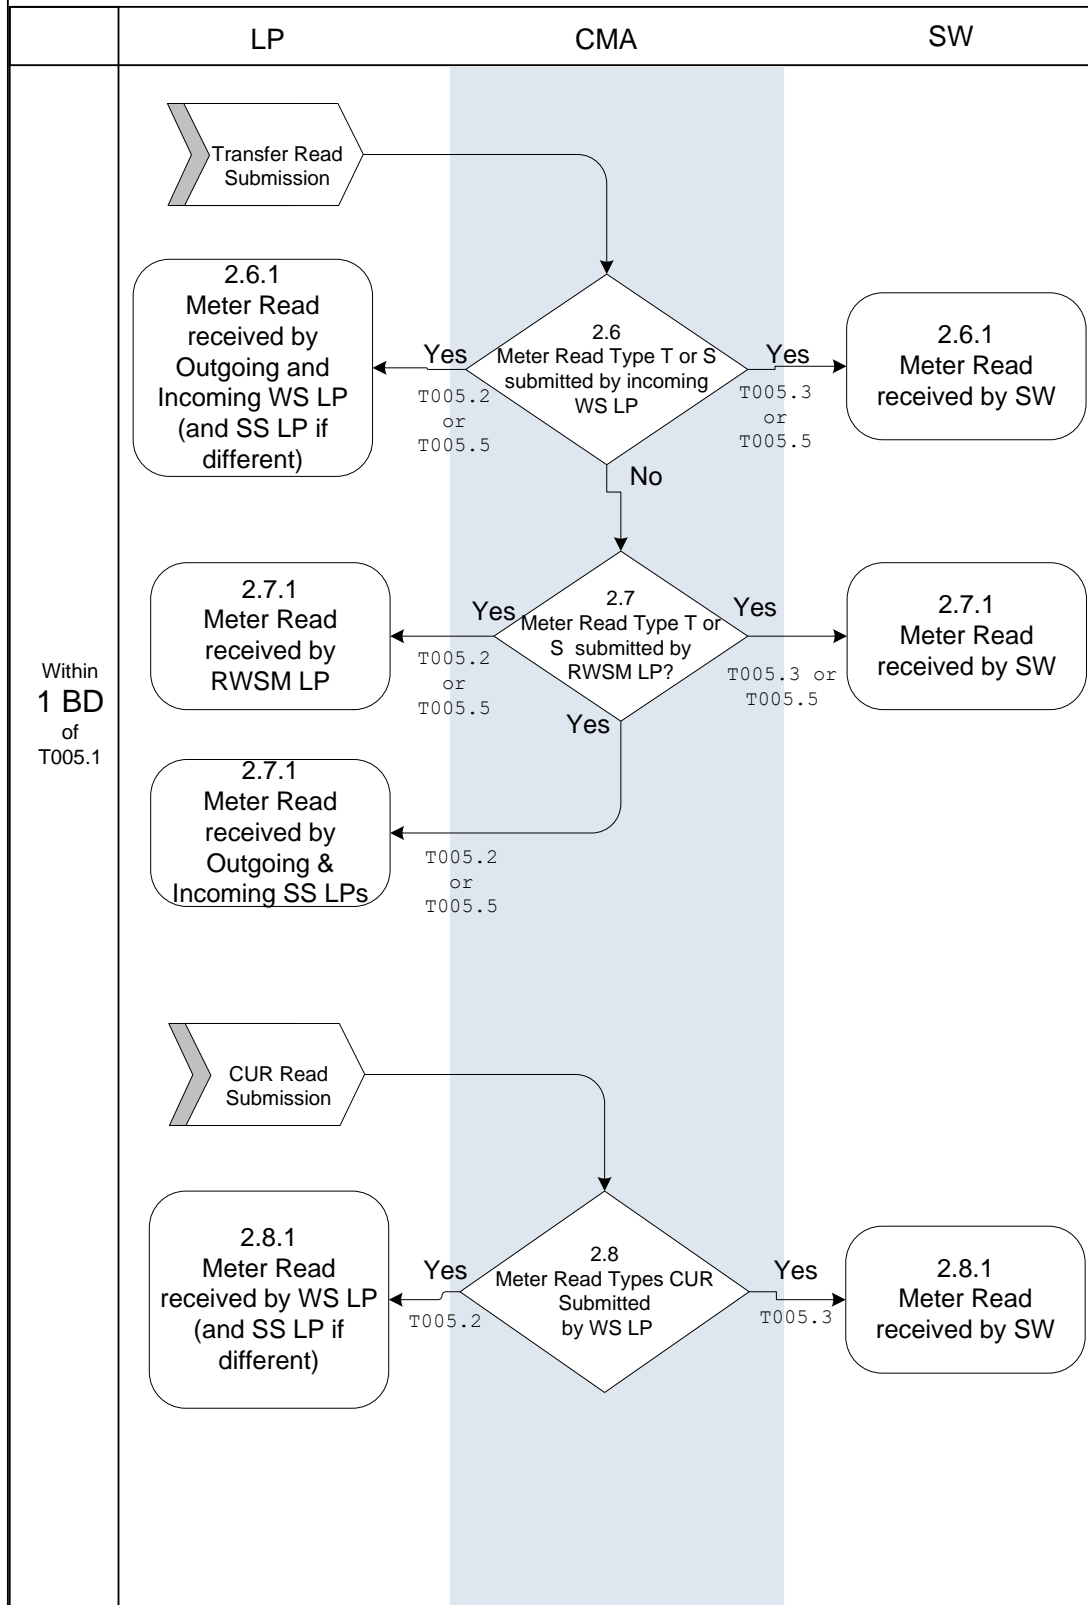 LP
CMA
SW
Transfer Read
Submission
2.6.1
Meter Read
received by
Outgoing and
Incoming WS LP
(and SS LP if
different)
Yes
T005.2
or
T005.5
2.6
Meter Read Type T or S
submitted by incoming
WS LP
Yes
T005.3
or
T005.5
2.6.1
Meter Read
received by SW
No
Within
1 BD
of
T005.1
2.7.1
Meter Read
received by
RWSM LP
Yes
T005.2
or
T005.5
2.7
Meter Read Type T or
S submitted by
RWSM LP?
Yes
T005.3 or
T005.5
2.7.1
Meter Read
received by SW
Yes
2.7.1
Meter Read
received by
Outgoing &
Incoming SS LPs
T005.2
or
T005.5
CUR Read
Submission
2.8.1
Meter Read
received by WS LP
(and SS LP if
different)
Yes
T005.2
2.8
Meter Read Types CUR
Submitted
by WS LP
Yes
T005.3
2.8.1
Meter Read
received by SW